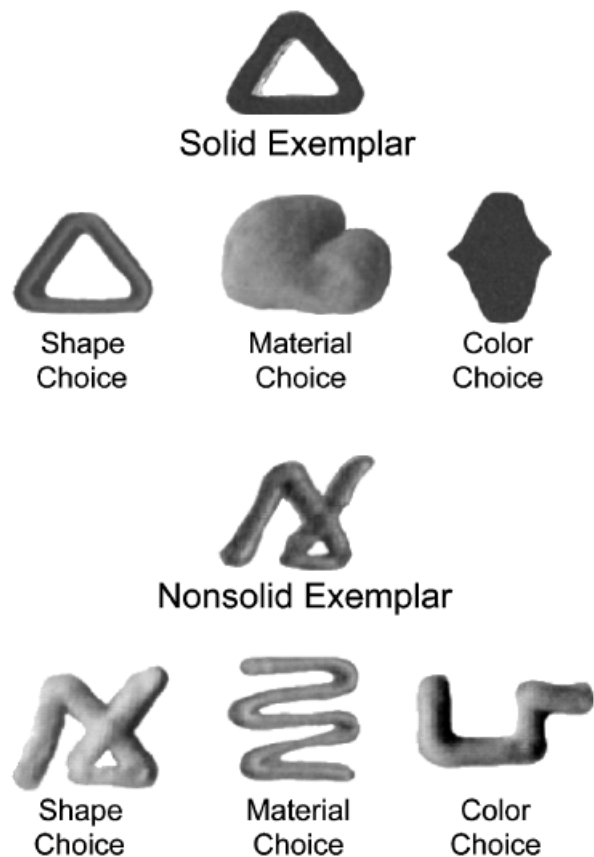 Solid Exemplar
Shape Material Color
Choice Choice Choice
Nonsolid Exemplar
Shape Material Color
Choice Choice Choice